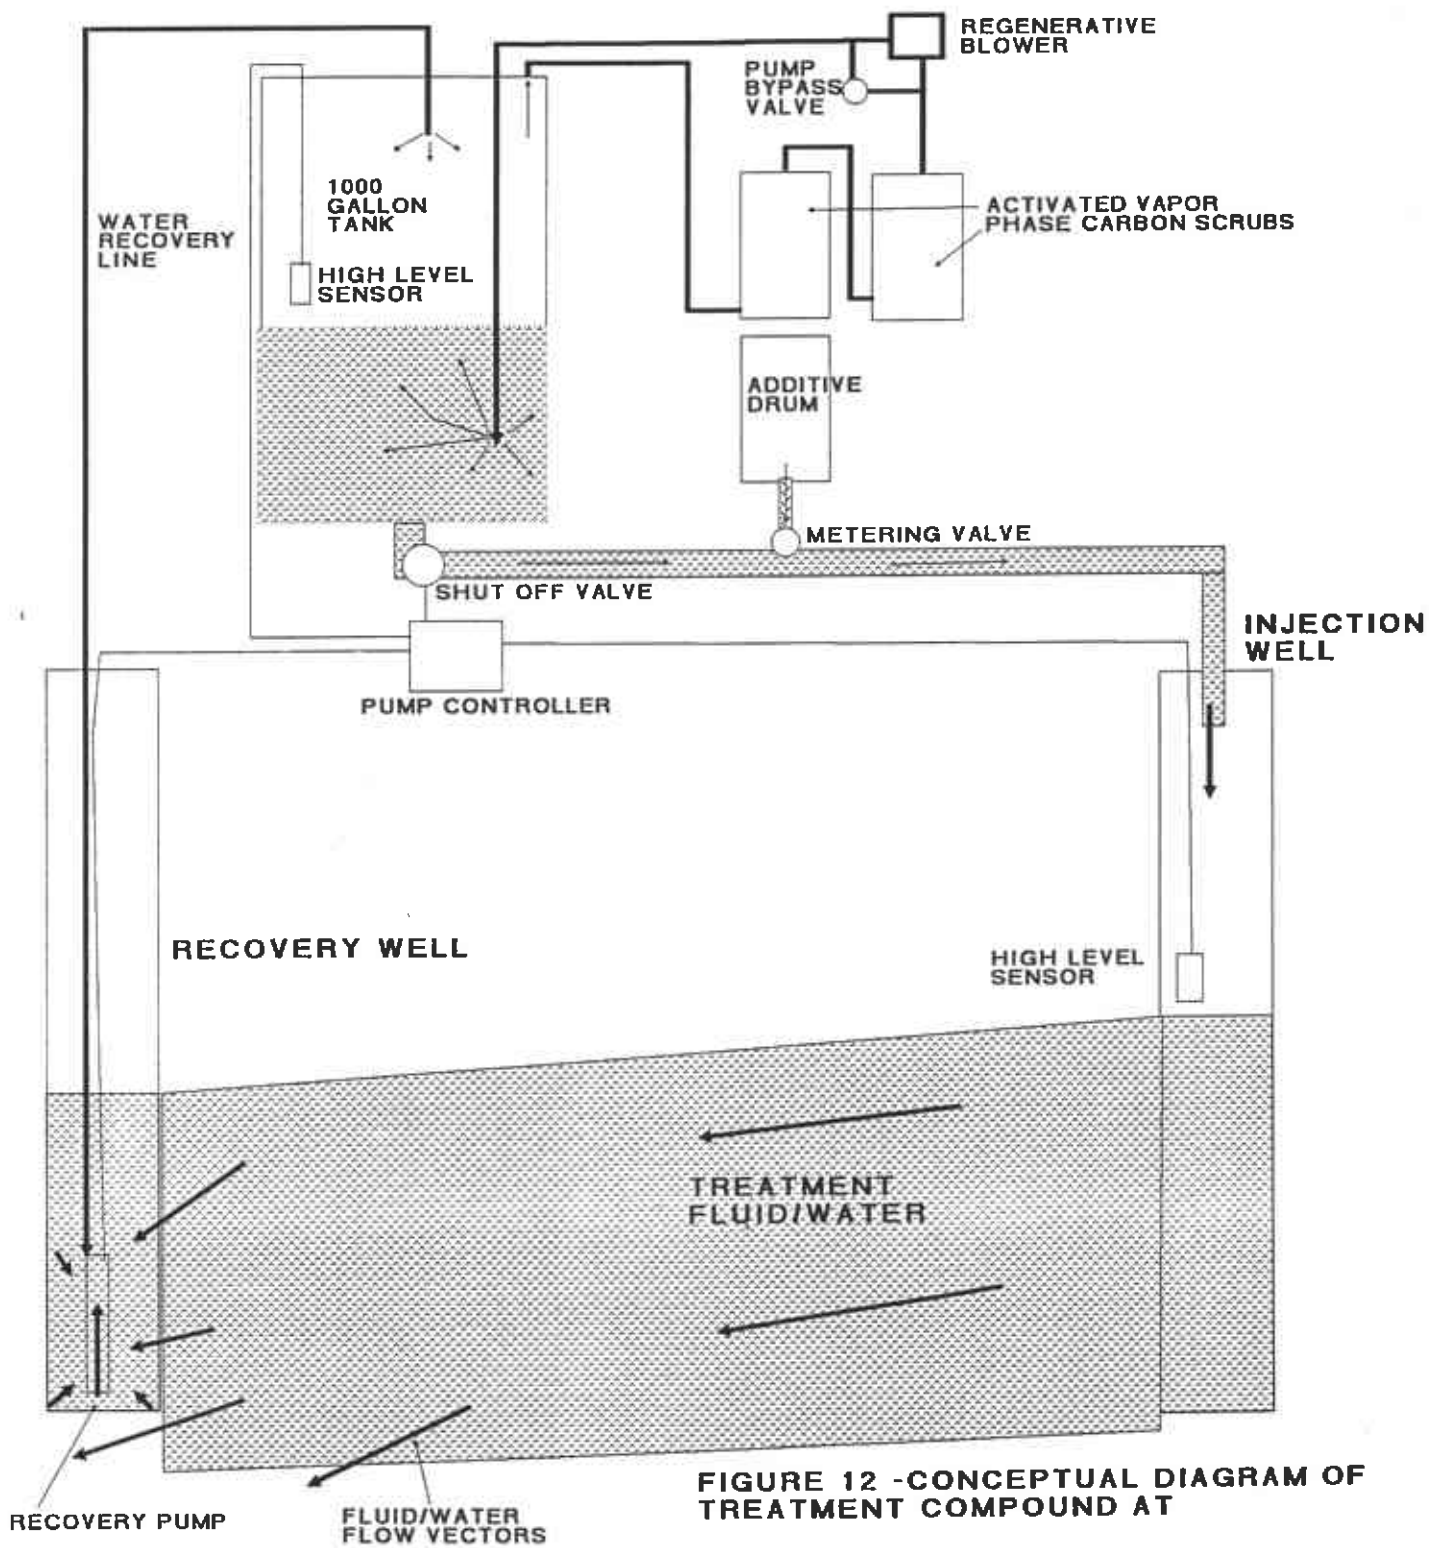 REGENERATIVE
BLOWER
PUMP
BYPASS
VALVE
1000
GALLON
TANK
WATER
RECOVERY
LINE
ACTIVATED VAPOR
PHASE CARBON SCRUBS
HIGH LEVEL
SENSOR
ADDITIVE
DRUM
METERING VALVE
SHUT OFF VALVE
INJECTION
WELL
PUMP CONTROLLER
RECOVERY WELL
HIGH LEVEL
SENSOR
TREATMENT
FLUID/WATER
FIGURE 12 -CONCEPTUAL DIAGRAM OF
TREATMENT COMPOUND AT
RECOVERY PUMP
FLUID/WATER
FLOW VECTORS